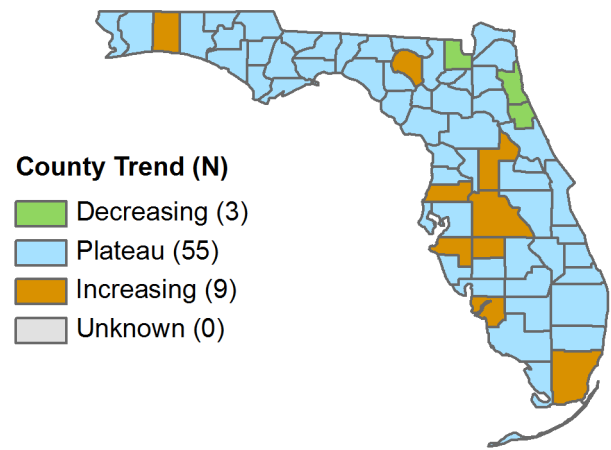 County Trend (N)
Decreasing (3)
Plateau (55)
Increasing (9)
Unknown (0)